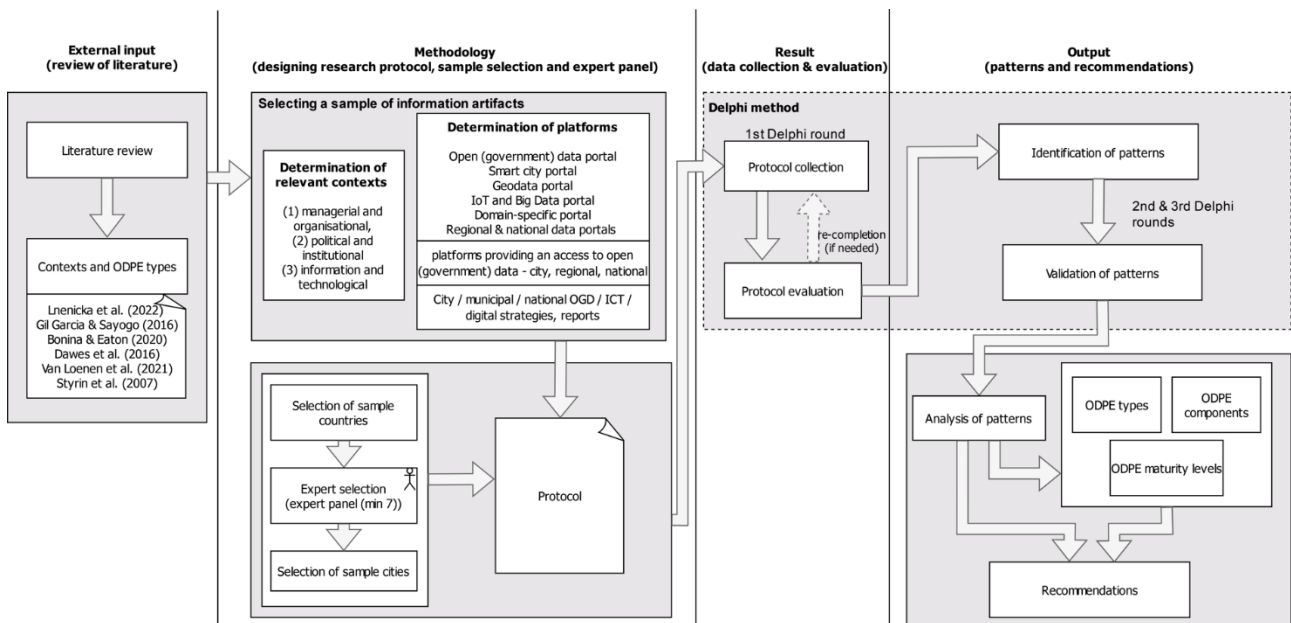 External input
(review of literature)
Literature review
Contexts and ODPE types
Lnenicka et al. (2022)
Gil Garcia & Sayogo (2016)
Bonina & Eaton (2020)
Dawes et al. (2016)
Van Loenen et al. (2021)
Styrin et al. (2007)
Methodology
(designing research protocol, sample selection and expert panel)
Selecting a sample of information artifacts
Determination of
relevant contexts
(1) managerial and
organisational,
(2) political and
institutional
(3) information and
technological
Determination of platforms
Open (government) data portal
Smart city portal
Geodata portal
IoT and Big Data portal
Domain-specific portal
Regional & national data portals
platforms providing an access to open
(government) data - city, regional, national
City / municipal / national OGD / ICT /
digital strategies, reports
Selection of sample
countries
Expert selection
(expert panel (min 7))
Selection of sample cities
Protocol
Result
(data collection & evaluation)
Delphi method
1st Delphi round
Protocol collection
re-completion
(if needed)
Protocol evaluation
Output
(patterns and recommendations)
Identification of patterns
2nd & 3rd Delphi
rounds
Validation of patterns
Analysis of patterns
ODPE types
ODPE
components
ODPE maturity levels
Recommendations